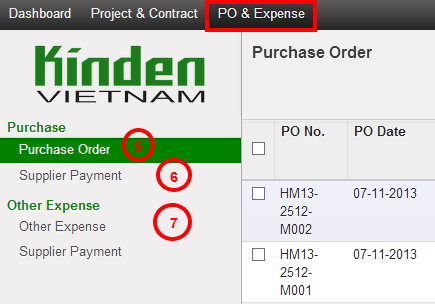 Dashboard Project & Contract PO & Expense
Kinden
VIETNAM
Purchase
Purchase Order 5
Supplier Payment 6
Other Expense
Other Expense 7
Supplier Payment
Purchase Order
PO No. PO Date
HM13-
2512-
M002
07-11-2013
HM13-
2512-
M001
07-11-2013